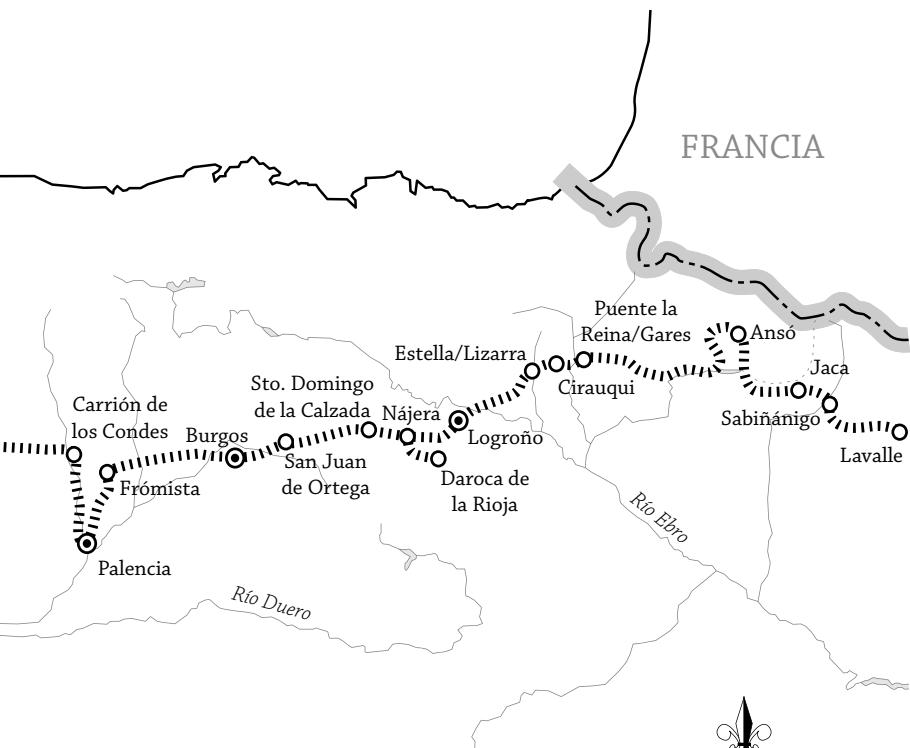 FRANCIA
Puente la
Reina/Gares
Ansó
Estella/Lizarra
Jaca
Cirauqui
Sto. Domingo
de la Calzada
Nájera
Carrión de
los Condes
Burgos
Logroño
Sabiñánigo
Lavalle
San Juan
de Ortega
Frómista
Daroca de
la Rioja
Río Ebro
Palencia
Río Duero